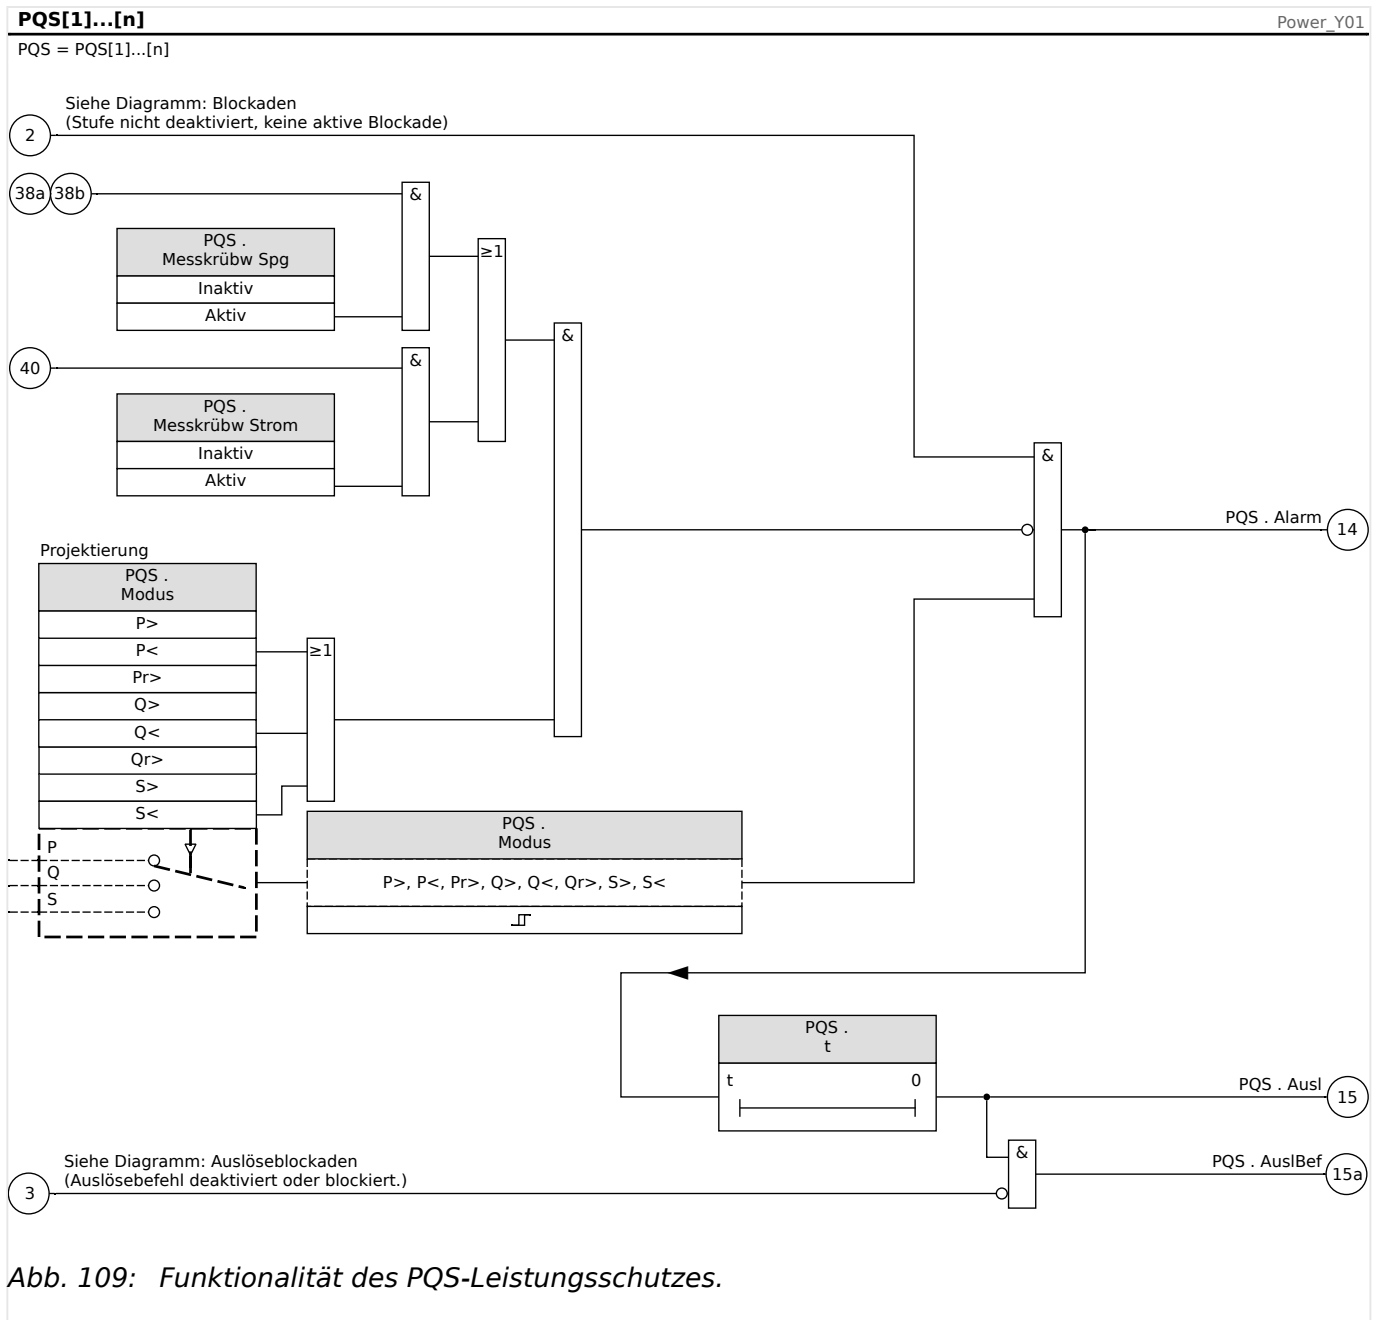 PQS[1]...[n]
Power_Y01
PQS = PQS[1]...[n]
Siehe Diagramm: Blockaden
(Stufe nicht deaktiviert, keine aktive Blockade)
2
38a 38b
&
PQS .
Messkrübw Spg
Inaktiv
Aktiv
≥1
&
40
&
PQS .
Messkrübw Strom
Inaktiv
Aktiv
&
PQS . Alarm
14
Projektierung
PQS .
Modus
P>
P<
Pr>
Q>
Q<
Qr>
S>
S<
≥1
P
Q
S
PQS .
Modus
P>, P<, Pr>, Q>, Q<, Qr>, S>, S<
PQS .
t
t 0
PQS . Ausl
15
&
PQS . AuslBef
15a
Siehe Diagramm: Auslöseblockaden
(Auslösebefehl deaktiviert oder blockiert.)
3
Abb. 109: Funktionalität des PQS-Leistungsschutzes.